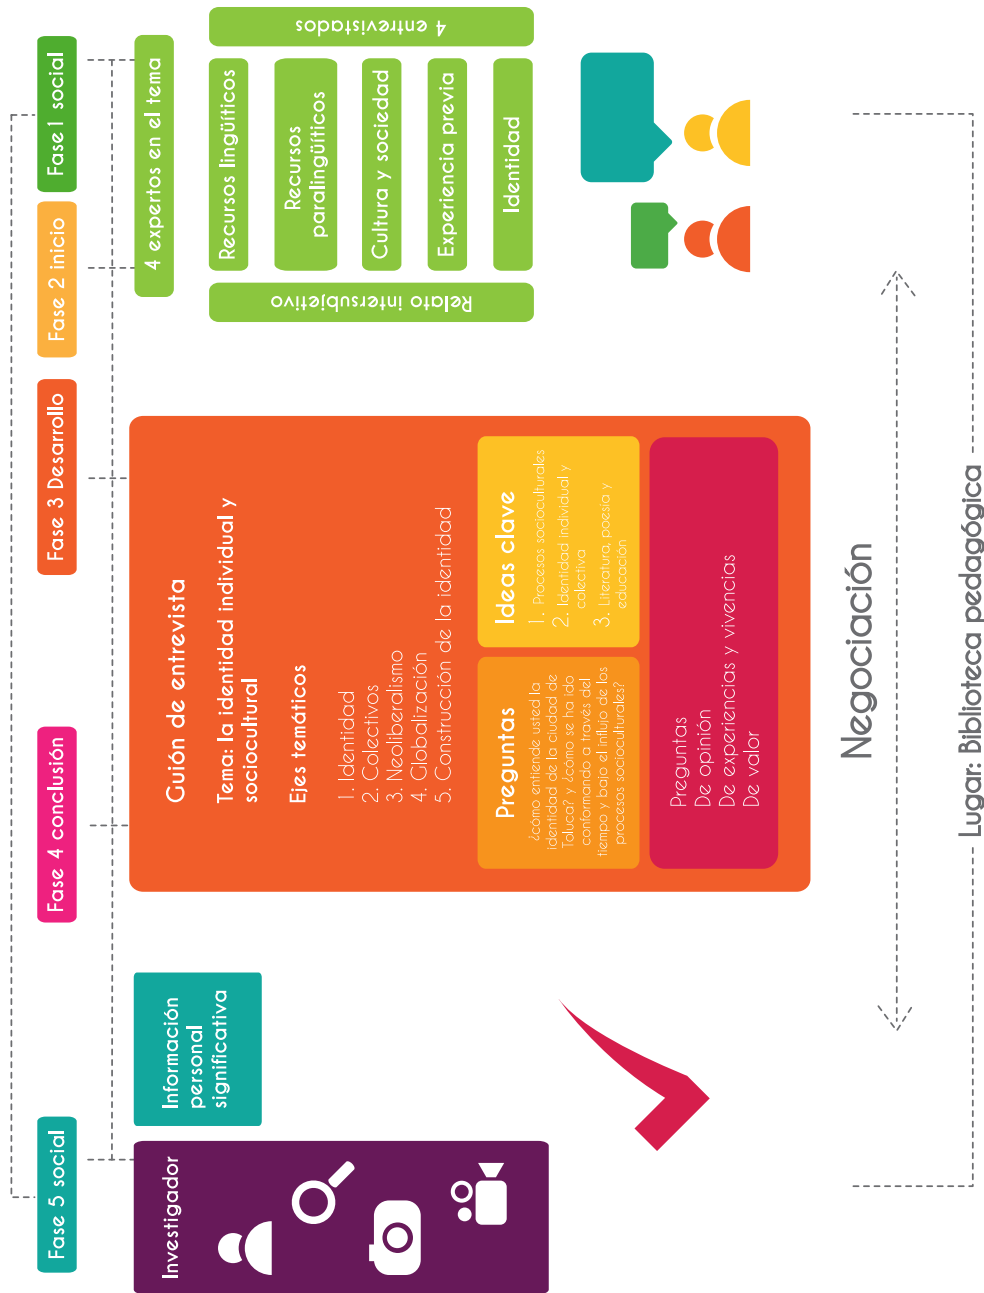 Fase 5 social
Fase 4 conclusión
Fase 3 Desarrollo
Fase 2 inicio
Fase1 social
Investigador
Información
personal
significativa
Guión de entrevista
Tema: la identidad individual y
sociocultural
Ejes temáticos
1. Identidad
2. Colectivos
3. Neoliberalismo
4. Globalización
5. Construcción de la identidad
Preguntas
¿cómo entiende usted la
identidad de la ciudad de
Toluca? y ¿cómo se ha ido
conformando a través del
tiempo y bajo el influjo de los
procesos socioculturales?
Ideas clave
1. Procesos socioculturales
2. Identidad individual y
colectiva
3. Literatura, poesia y
educación
Preguntas
De opinión
De experiencias y vivencias
De valor
4 expertos en el tema
Relato intersubjetivo
Recursos lingüíticos
Recursos
paralingüíticos
Cultura y sociedad
Experiencia previa
Identidad
4 entrevistados
Negociación
Lugar: Biblioteca pedagógica